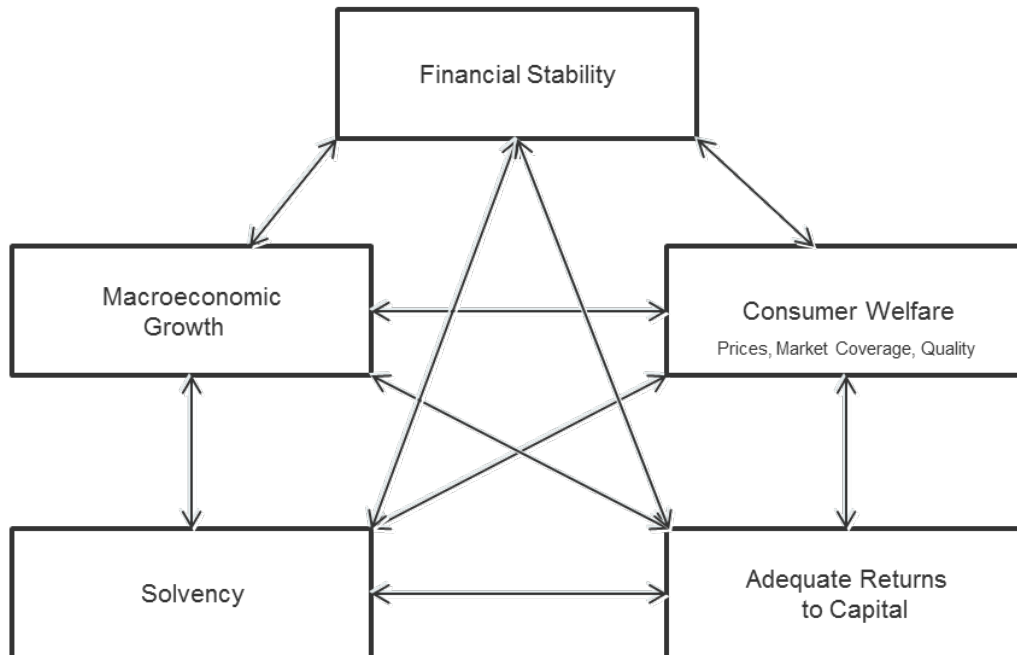 Financial Stability
Macroeconomic
Growth
Consumer Welfare
Prices, Market Coverage, Quality
Solvency
Adequate Returns
to Capital